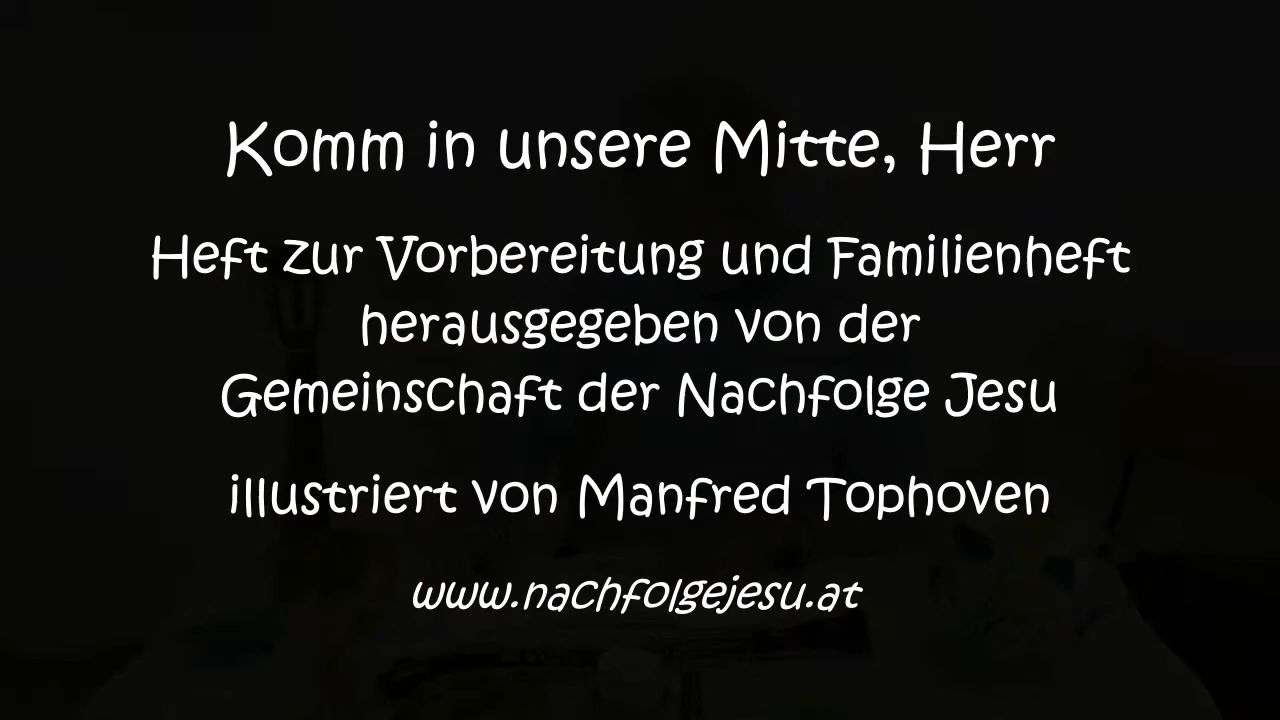 Komm in unsere Mitte, Herr
Heft zur Vorbereitung und Familienheft
herausgegeben von der
Gemeinschaft der Nachfolge Jesu
illustriert von Manfred Tophoven
www.nachfolgejesu.at